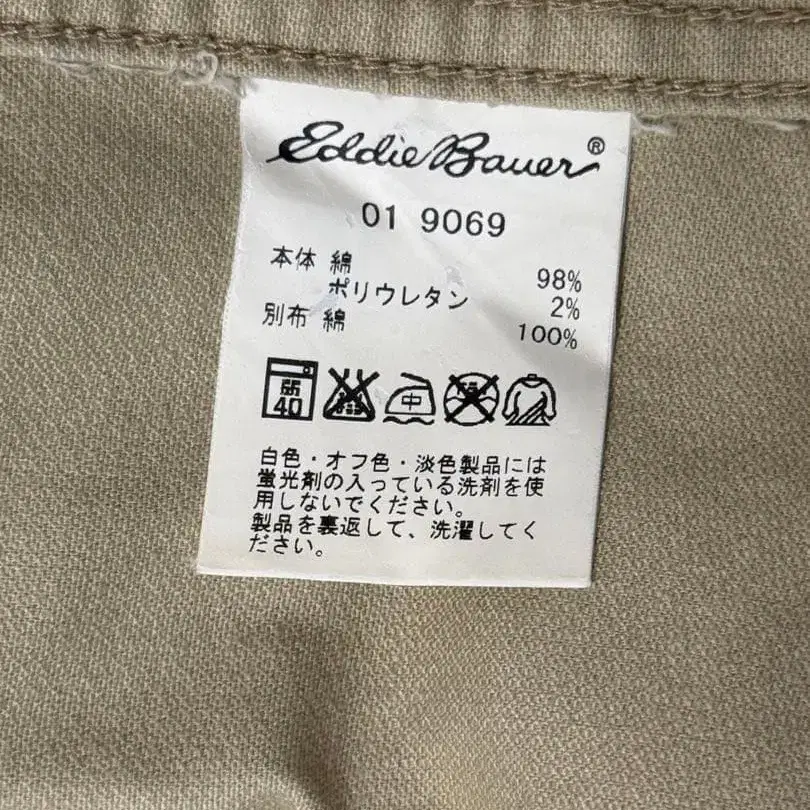 Eddie Bauer®
01 9069
本体 綿 98%
ポリウレタン 2%
別布 綿 100%
40
中
白色・オフ色・淡色製品には
蛍光剤の入っている洗剤を使
用しないでください。
製品を裏返して、洗濯してく
ださい。